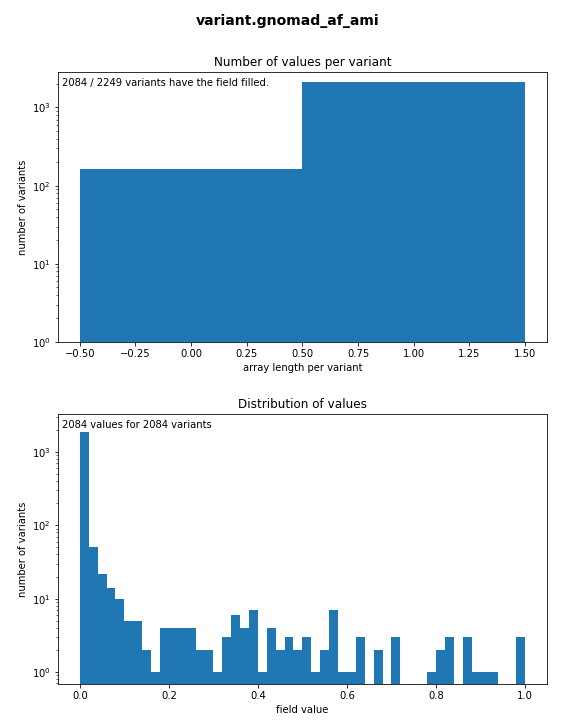 variant.gnomad_af_ami
Number of values per variant
2084 / 2249 variants have the field filled.
number of variants
10³
10²
10¹
10⁰
−0.50 −0.25 0.00 0.25 0.50 0.75 1.00 1.25 1.50
array length per variant
Distribution of values
2084 values for 2084 variants
number of variants
10³
10²
10¹
10⁰
0.0 0.2 0.4 0.6 0.8 1.0
field value